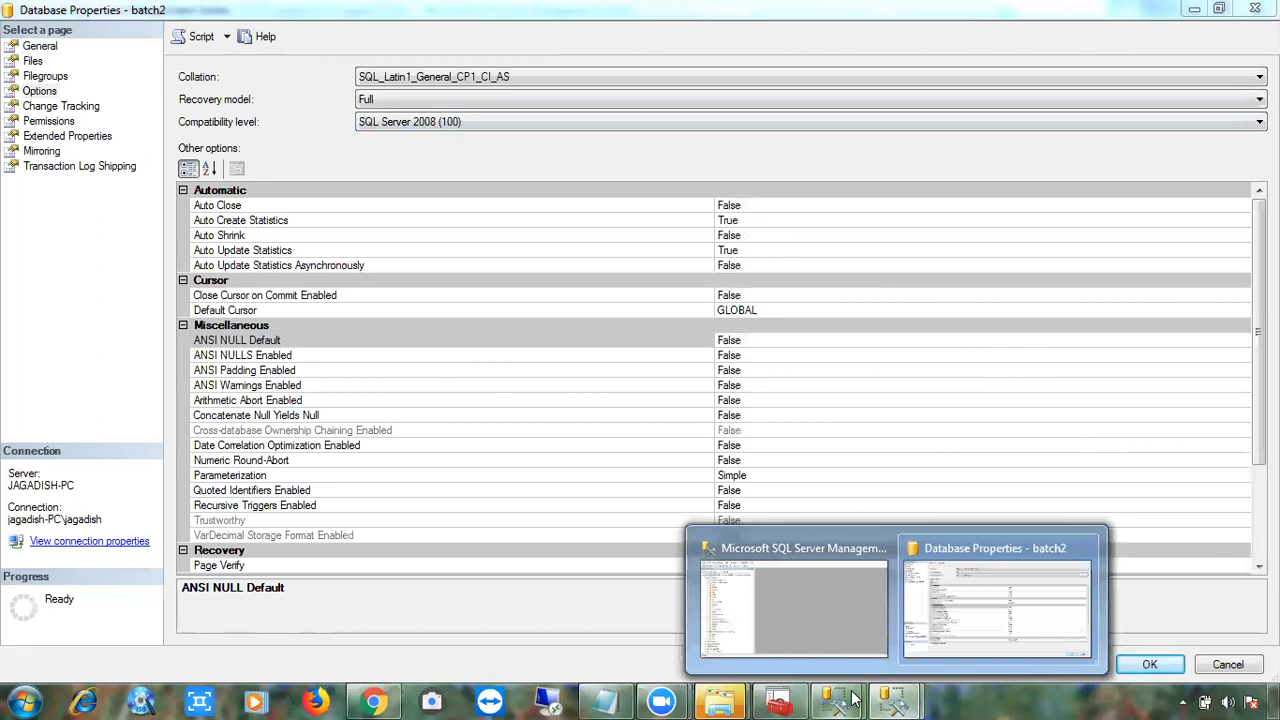 Database Properties - batch2
Select a page
General
Files
Filegroups
Options
Change Tracking
Permissions
Extended Properties
Mirroring
Transaction Log Shipping
Script
Help
Collation:
SQL_Latin1_General_CP1_CI_AS
Recovery model:
Full
Compatibility level:
SQL Server 2008 (100)
Other options:
Automatic
Auto Close False
Auto Create Statistics True
Auto Shrink False
Auto Update Statistics True
Auto Update Statistics Asynchronously False
Cursor
Close Cursor on Commit Enabled False
Default Cursor GLOBAL
Miscellaneous
ANSI NULL Default False
ANSI NULLS Enabled False
ANSI Padding Enabled False
ANSI Warnings Enabled False
Arithmetic Abort Enabled False
Concatenate Null Yields Null False
Cross-database Ownership Chaining Enabled False
Date Correlation Optimization Enabled False
Numeric Round-Abort False
Parameterization Simple
Quoted Identifiers Enabled False
Recursive Triggers Enabled False
Trustworthy False
VarDecimal Storage Format Enabled
Recovery
Page Verify
ANSI NULL Default
Connection
Server:
JAGADISH-PC
Connection:
jagadish-PC\jagadish
View connection properties
Progress
Ready
Microsoft SQL Server Managem...
Database Properties - batch2
OK
Cancel